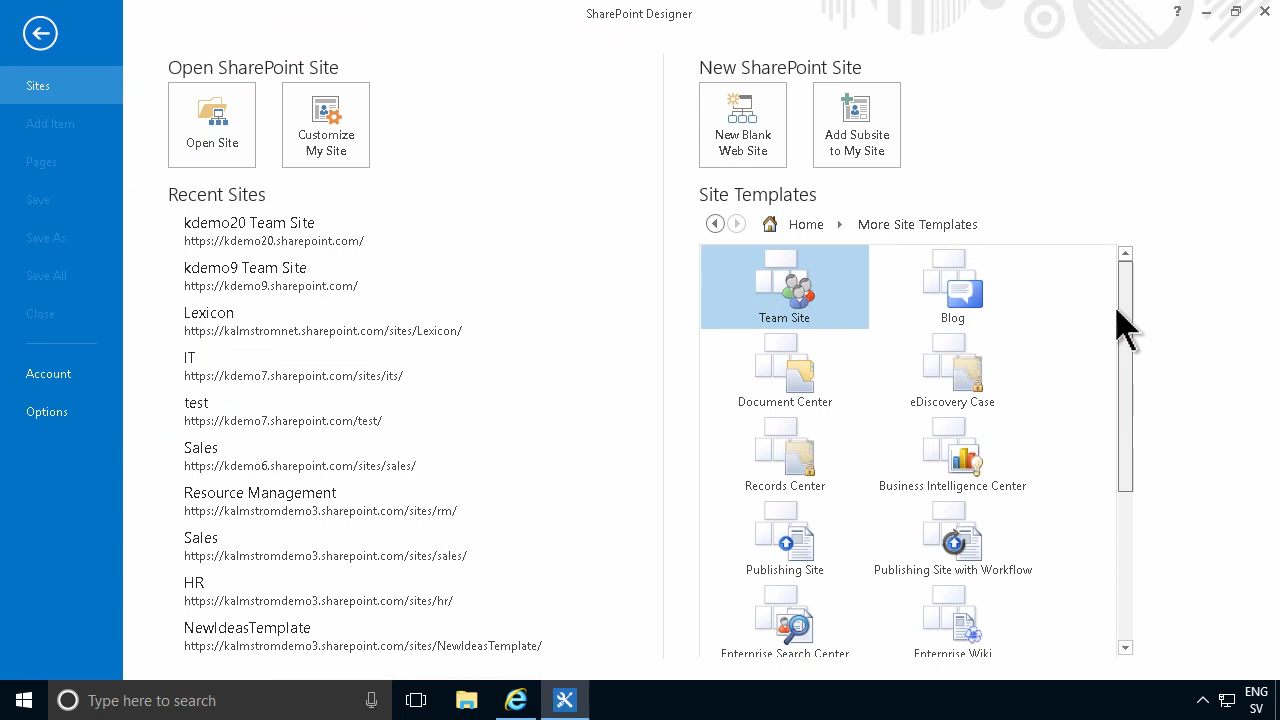 SharePoint Designer
?
Sites
Add Item
Pages
Save
Save As
Save All
Close
Account
Options
Open SharePoint Site
Open Site
Customize
My Site
Recent Sites
kdemo20 Team Site
https://kdemo20.sharepoint.com/
kdemo9 Team Site
https://kdemo9.sharepoint.com/
Lexicon
https://kalmstromnet.sharepoint.com/sites/Lexicon/
IT
https://kdemo7.sharepoint.com/sites/its/
test
https://kdemo7.sharepoint.com/test/
Sales
https://kdemo7.sharepoint.com/sites/sales/
Resource Management
https://kalmstromdemo3.sharepoint.com/sites/rm/
Sales
https://kalmstromdemo3.sharepoint.com/sites/sales/
HR
https://kalmstromdemo3.sharepoint.com/sites/hr/
NewIdeasTemplate
https://kalmstromdemo3.sharepoint.com/sites/NewIdeasTemplate/
New SharePoint Site
New Blank
Web Site
Add Subsite
to My Site
Site Templates
Home
More Site Templates
Team Site
Blog
Document Center
eDiscovery Case
Records Center
Business Intelligence Center
Publishing Site
Publishing Site with Workflow
Enterprise Search Center
Enterprise Wiki
Type here to search
ENG
SV